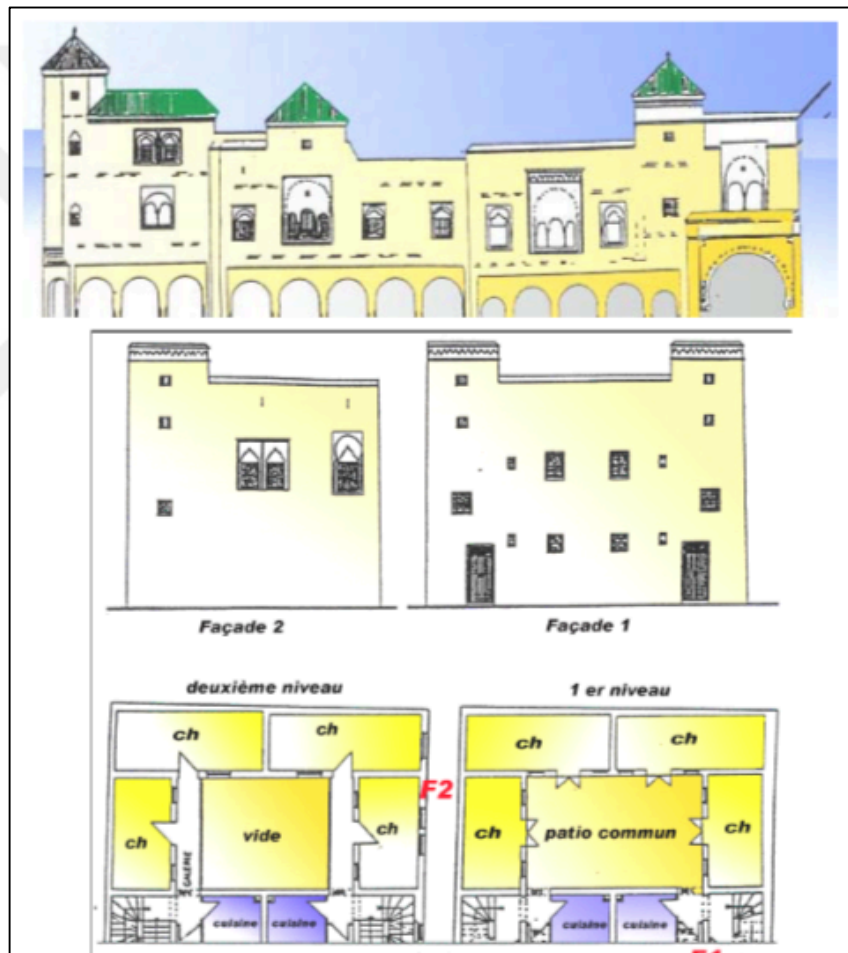 Façade 2
Façade 1
deuxième niveau
1 er niveau
ch
ch
ch
ch
F2
ch
ch
vide
ch
ch
patio commun
GALERIE
cuisine
cuisine
cuisine
cuisine